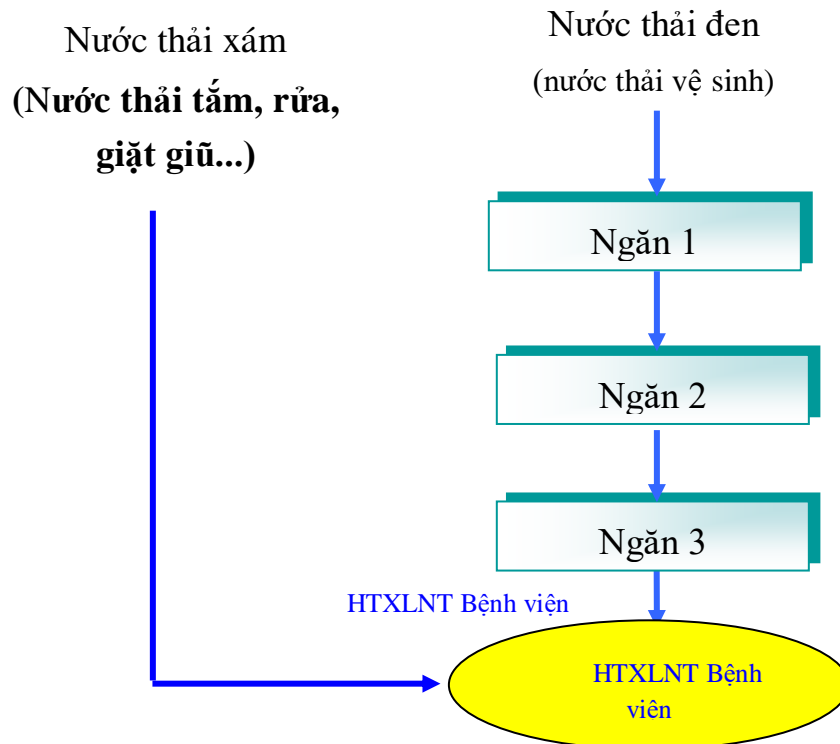 Nước thải xám
(Nước thải tắm, rửa,
giặt giũ...)
Nước thải đen
(nước thải vệ sinh)
Ngăn 1
Ngăn 2
Ngăn 3
HTXLNT Bệnh viện
HTXLNT Bệnh
viện